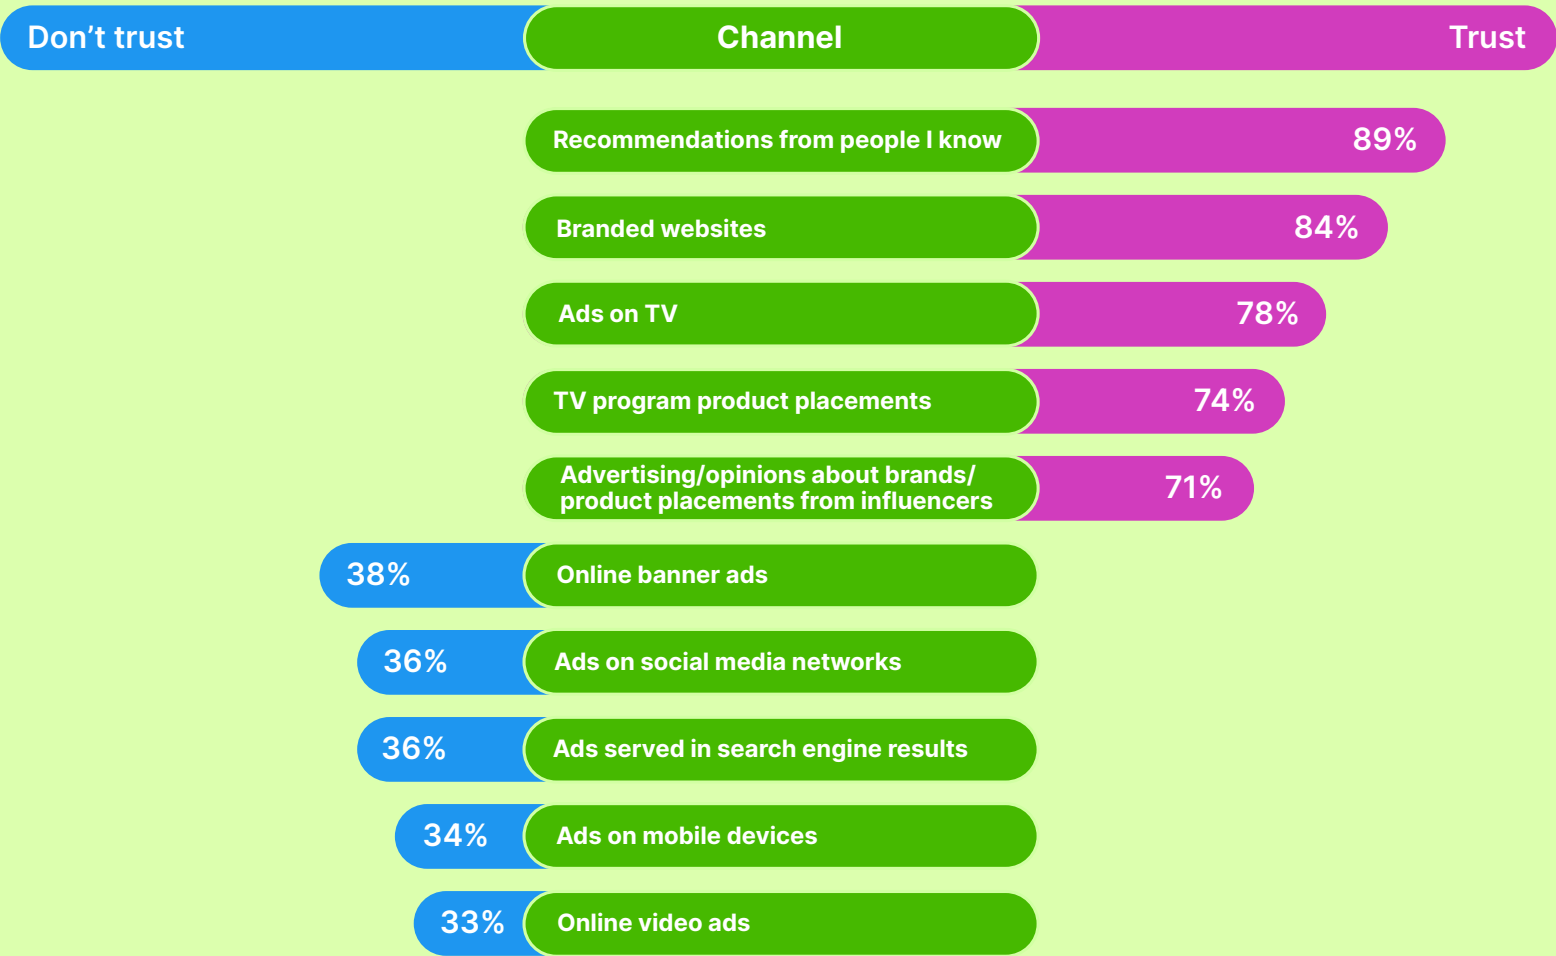 Don’t trust
Channel
Trust
Recommendations from people I know
89%
Branded websites
84%
Ads on TV
78%
TV program product placements
74%
Advertising/opinions about brands/
product placements from influencers
71%
38%
Online banner ads
36%
Ads on social media networks
36%
Ads served in search engine results
34%
Ads on mobile devices
33%
Online video ads